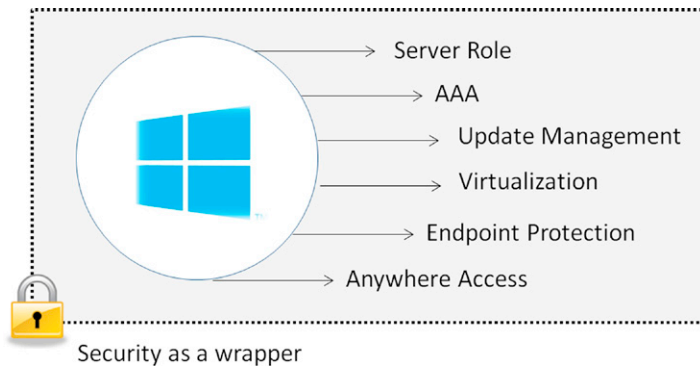 Server Role
AAA
Update Management
Virtualization
Endpoint Protection
Anywhere Access
Security as a wrapper